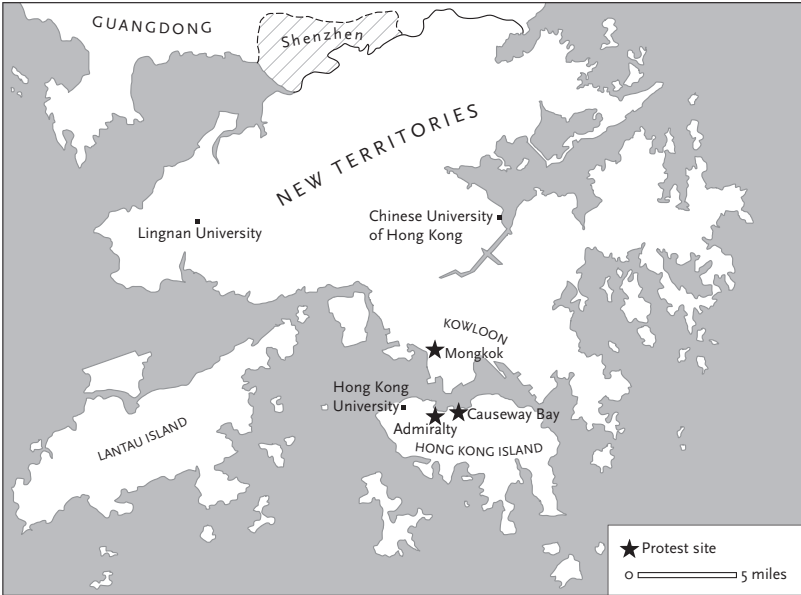 GUANGDONG
Shenzhen
NEW TERRITORIES
Lingnan University
Chinese University
of Hong Kong
KOWLOON
Mongkok
Hong Kong
University
Causeway Bay
Admiralty
HONG KONG ISLAND
LANTAU ISLAND
Protest site
0 5 miles